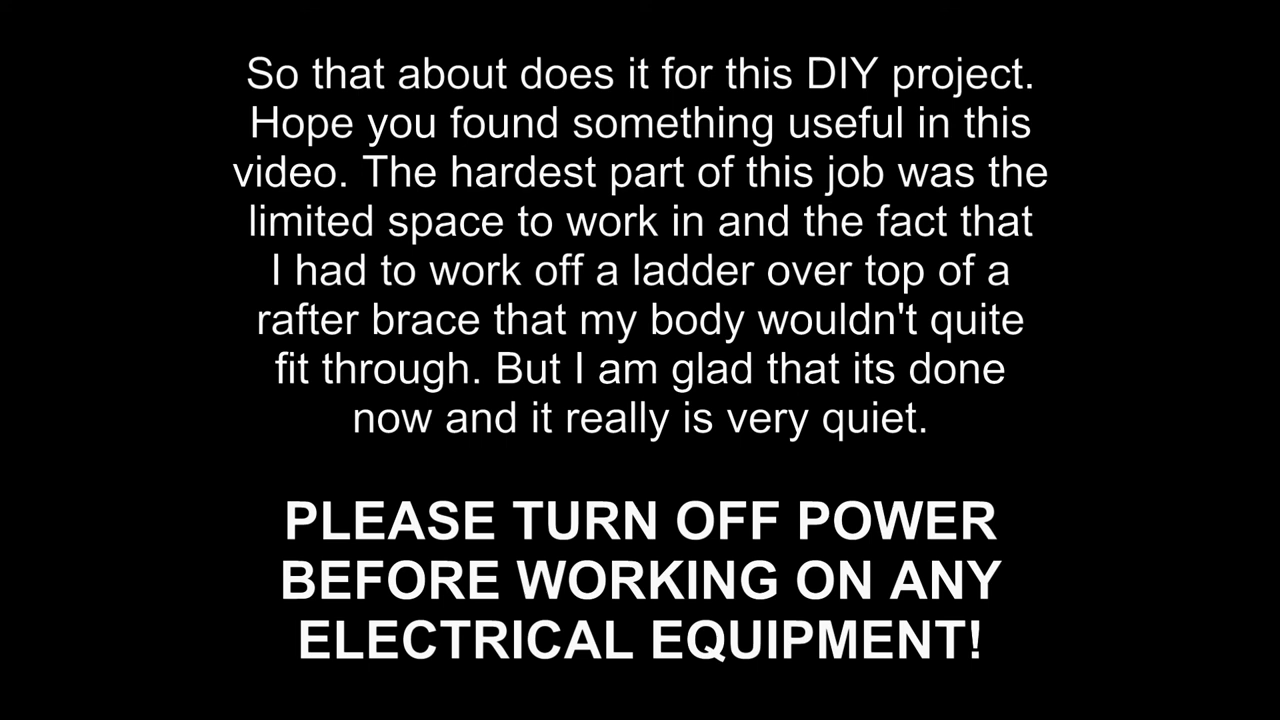 So that about does it for this DIY project.
Hope you found something useful in this
video. The hardest part of this job was the
limited space to work in and the fact that
I had to work off a ladder over top of a
rafter brace that my body wouldn't quite
fit through. But I am glad that its done
now and it really is very quiet.
PLEASE TURN OFF POWER
BEFORE WORKING ON ANY
ELECTRICAL EQUIPMENT!